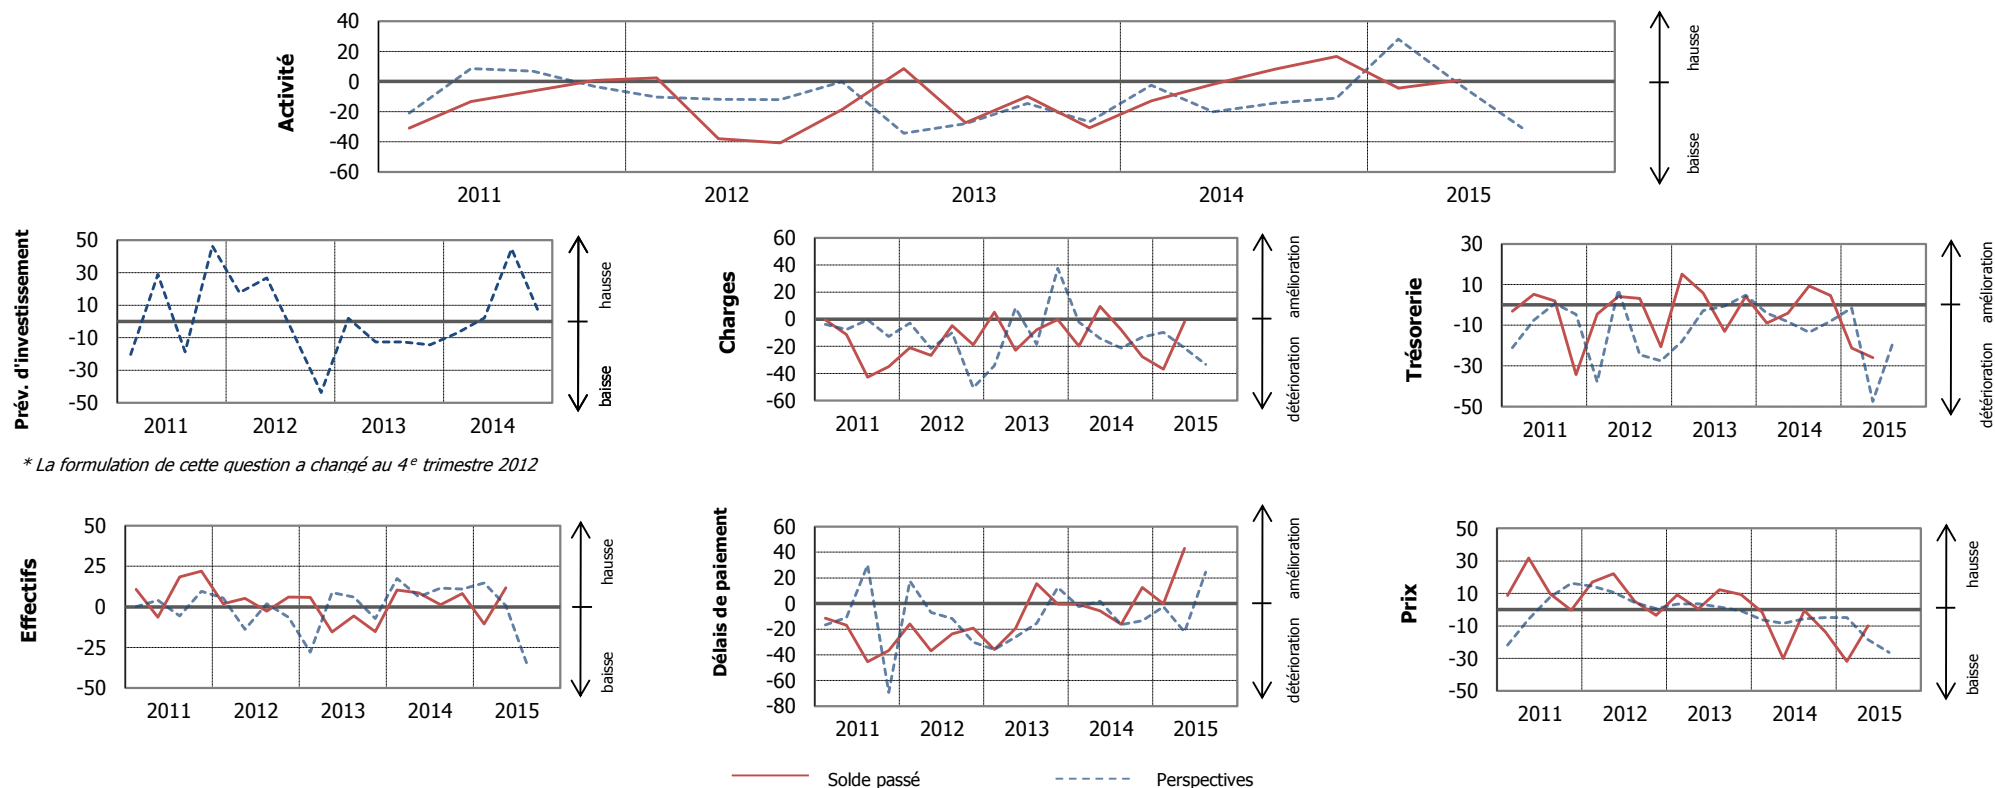 Activité
40
20
0
-20
-40
-60
2011 2012 2013 2014 2015
hausse
baisse
Prév. d'investissement
50
30
10
-10
-30
-50
2011 2012 2013 2014
hausse
baisse
* La formulation de cette question a changé au 4e trimestre 2012
Charges
60
40
20
0
-20
-40
-60
2011 2012 2013 2014 2015
amélioration
détérioration
Trésorerie
30
10
-10
-30
-50
2011 2012 2013 2014 2015
amélioration
détérioration
Effectifs
50
25
0
-25
-50
2011 2012 2013 2014 2015
hausse
baisse
Délais de paiement
60
40
20
0
-20
-40
-60
-80
2011 2012 2013 2014 2015
amélioration
détérioration
Prix
50
30
10
-10
-30
-50
2011 2012 2013 2014 2015
hausse
baisse
Solde passé
Perspectives